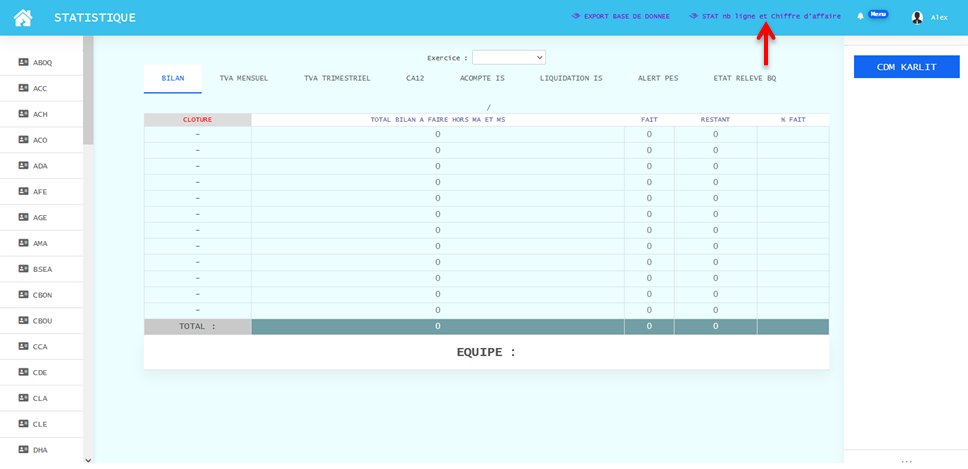 STATISTIQUE
EXPORT BASE DE DONNEE
STAT nb ligne et Chiffre d'affaire
Menu
Alex
ABOQ
ACC
ACH
ACO
ADA
AFE
AGE
AMA
BSEA
CBON
CBOU
CCA
CDE
CLA
CLE
DHA
Exercice :
BILAN TVA MENSUEL TVA TRIMESTRIEL CA12 ACOMPTE IS LIQUIDATION IS ALERT PES ETAT RELEVE BQ
/
CLOTURE TOTAL BILAN A FAIRE HORS MA ET MS FAIT RESTANT % FAIT
- 0 0 0
- 0 0 0
- 0 0 0
- 0 0 0
- 0 0 0
- 0 0 0
- 0 0 0
- 0 0 0
- 0 0 0
- 0 0 0
- 0 0 0
- 0 0 0
TOTAL : 0 0 0
EQUIPE :
CDM KARLIT
...